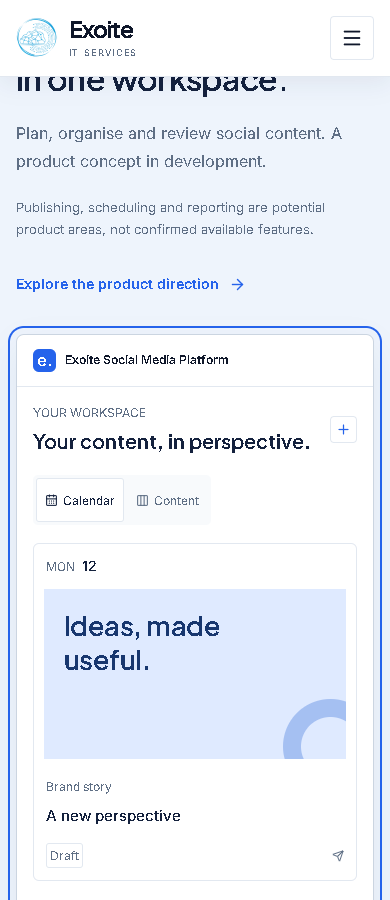 Exoite
IT SERVICES
in one workspace.
Plan, organise and review social content. A
product concept in development.
Publishing, scheduling and reporting are potential
product areas, not confirmed available features.
Explore the product direction
e.
Exoite Social Media Platform
YOUR WORKSPACE
Your content, in perspective.
Calendar
Content
MON 12
Ideas, made
useful.
Brand story
A new perspective
Draft